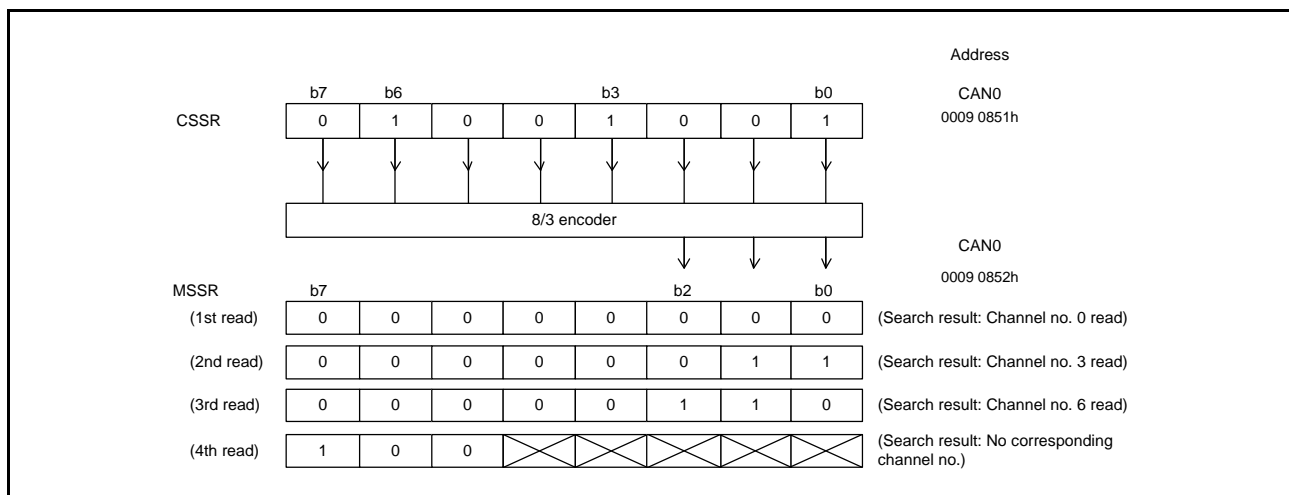 Address
b7 b6 b3 b0 CAN0
CSSR 0 1 0 0 1 0 0 1 0009 0851h
8/3 encoder
CAN0
0009 0852h
MSSR b7 b2 b0
(1st read) 0 0 0 0 0 0 0 0 (Search result: Channel no. 0 read)
(2nd read) 0 0 0 0 0 0 1 1 (Search result: Channel no. 3 read)
(3rd read) 0 0 0 0 0 1 1 0 (Search result: Channel no. 6 read)
(4th read) 1 0 0 (Search result: No corresponding
channel no.)